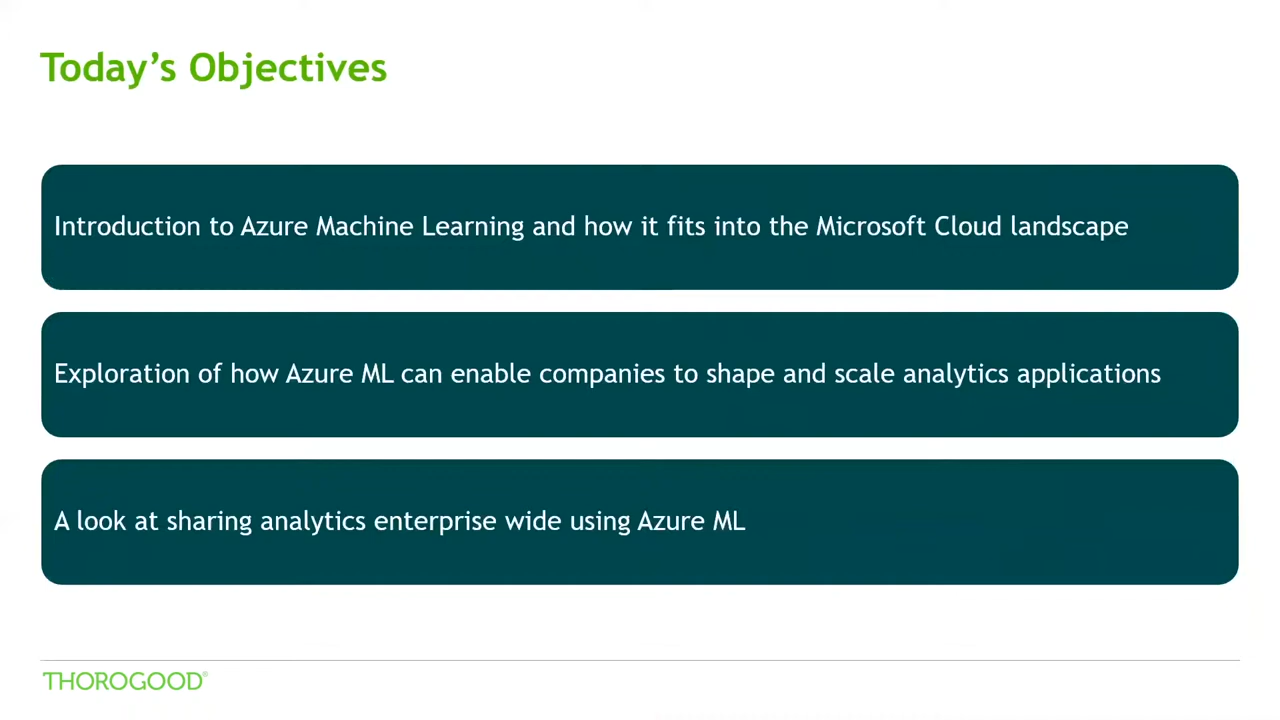 Today’s Objectives
Introduction to Azure Machine Learning and how it fits into the Microsoft Cloud landscape
Exploration of how Azure ML can enable companies to shape and scale analytics applications
A look at sharing analytics enterprise wide using Azure ML
THOROGOOD®